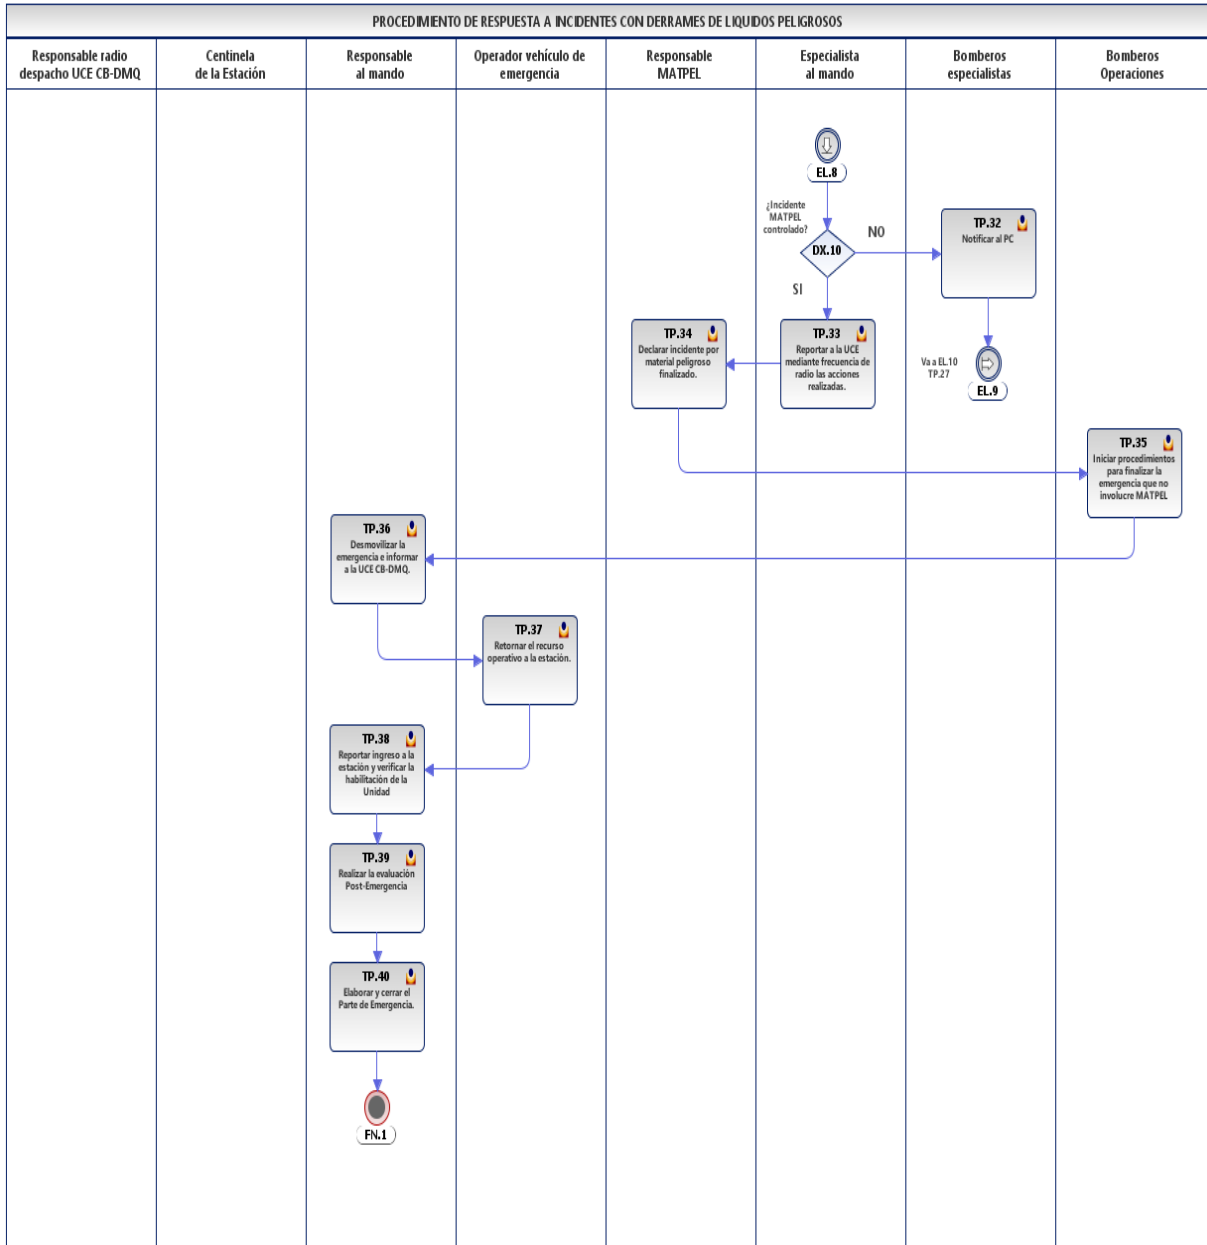 PROCEDIMIENTO DE RESPUESTA A INCIDENTES CON DERRAMES DE LIQUIDOS PELIGROSOS
Responsable radio
despacho UCE CB-DMQ
Centinela
de la Estación
Responsable
al mando
Operador vehículo de
emergencia
Responsable
MATPEL
Especialista
al mando
Bomberos
especialistas
Bomberos
Operaciones
EL.8
¿Incidente
MATPEL
controlado?
DX.10
NO
SI
TP.32
Notificar al PC
TP.34
Declarar incidente por
material peligroso
finalizado.
TP.33
Reportar a la UCE
mediante frecuencia de
radio las acciones
realizadas.
Va a EL.10
TP.27
EL.9
TP.35
Iniciar procedimientos
para finalizar la
emergencia que no
involucre MATPEL
TP.36
Desmovilizar la
emergencia e informar
a la UCE CB-DMQ.
TP.37
Retornar el recurso
operativo a la estación.
TP.38
Reportar ingreso a la
estación y verificar la
habilitación de la
Unidad
TP.39
Realizar la evaluación
Post-Emergencia
TP.40
Elaborar y cerrar el
Parte de Emergencia.
FN.1